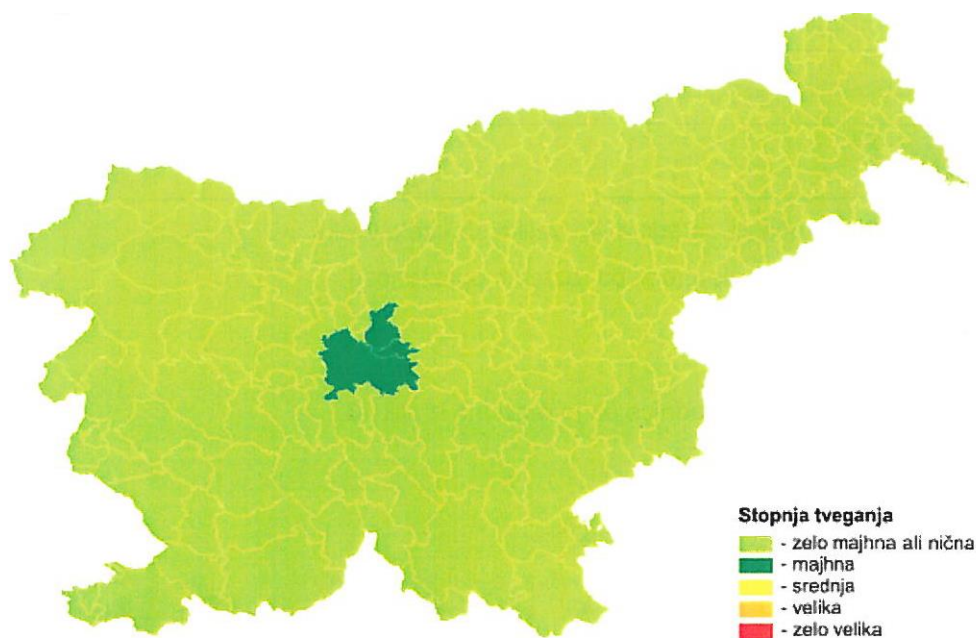 Stopnja tveganja
- zelo majhna ali nična
- majhna
- srednja
- velika
- zelo velika